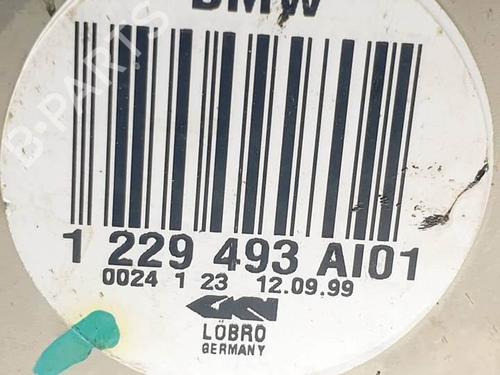 BMW
1 229 493 AI01
0024 1 23 12.09.99
GKN
LÖBRO
GERMANY
B-PARTS